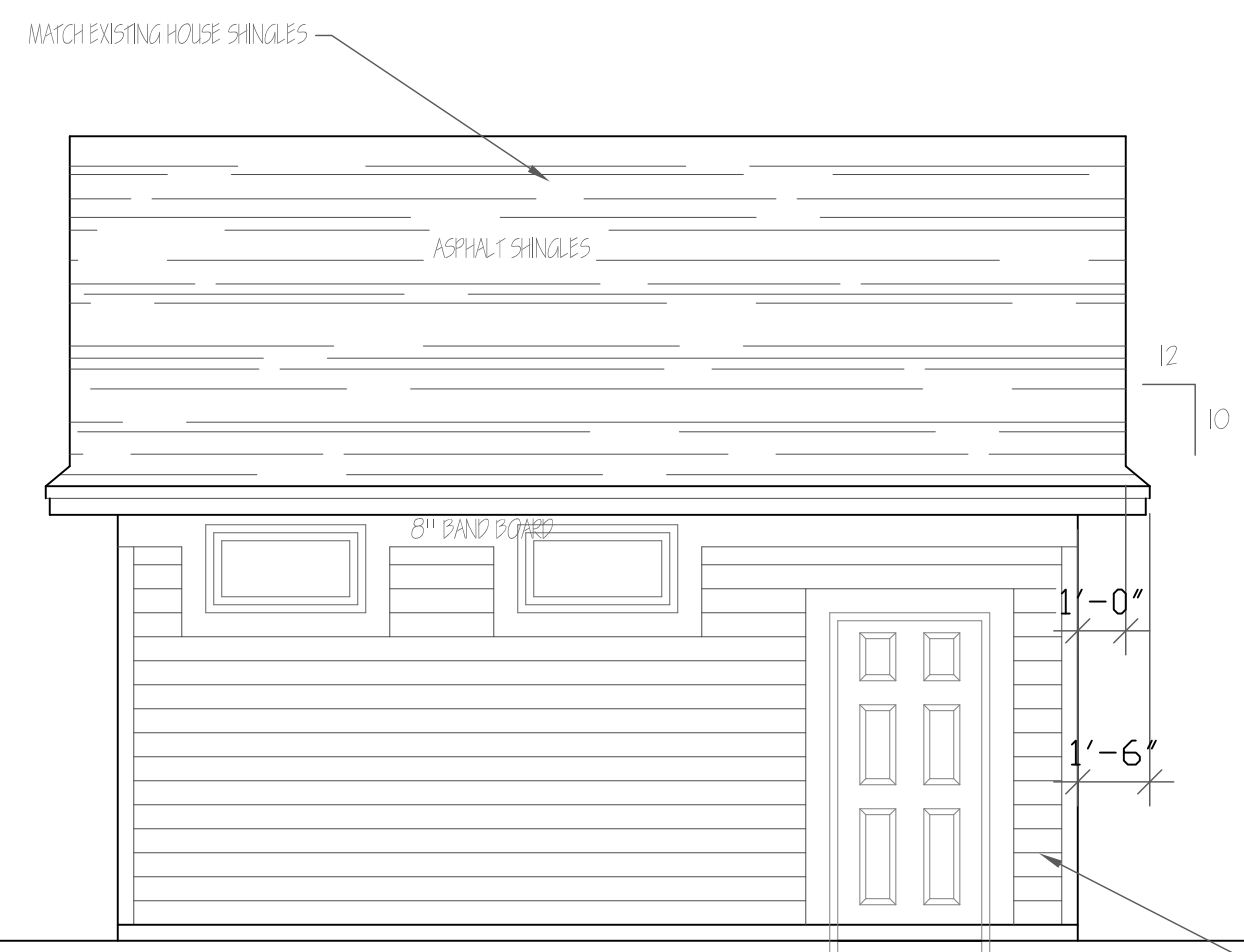 MATCH EXISTING HOUSE SHINGLES
ASPHALT SHINGLES
12
10
8" BAND BOARD
1'-0"
1'-6"